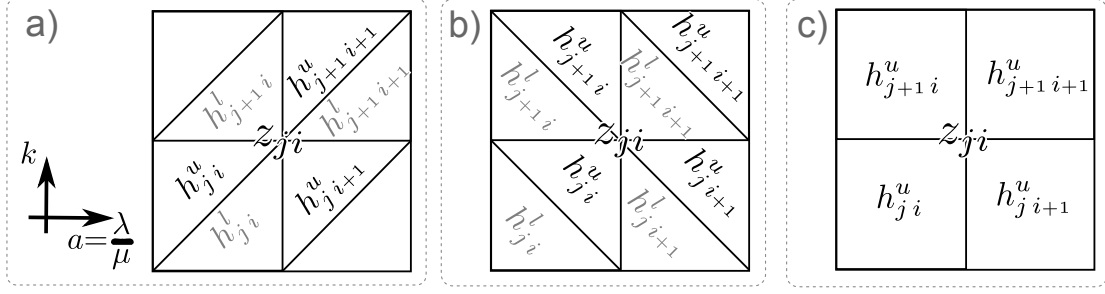 a)
h^l_{j+1 i}
h^u_{j+1 i+1}
h^l_{j+1 i+1}
z_{ji}
h^u_{j i}
h^l_{j i}
h^u_{j i+1}
k
a=λ/μ
b)
h^l_{j+1 i}
h^u_{j+1 i}
h^l_{j+1 i+1}
h^u_{j+1 i+1}
z_{ji}
h^l_{j i}
h^u_{j i}
h^l_{j i+1}
h^u_{j i+1}
c)
h^u_{j+1 i}
h^u_{j+1 i+1}
z_{ji}
h^u_{j i}
h^u_{j i+1}